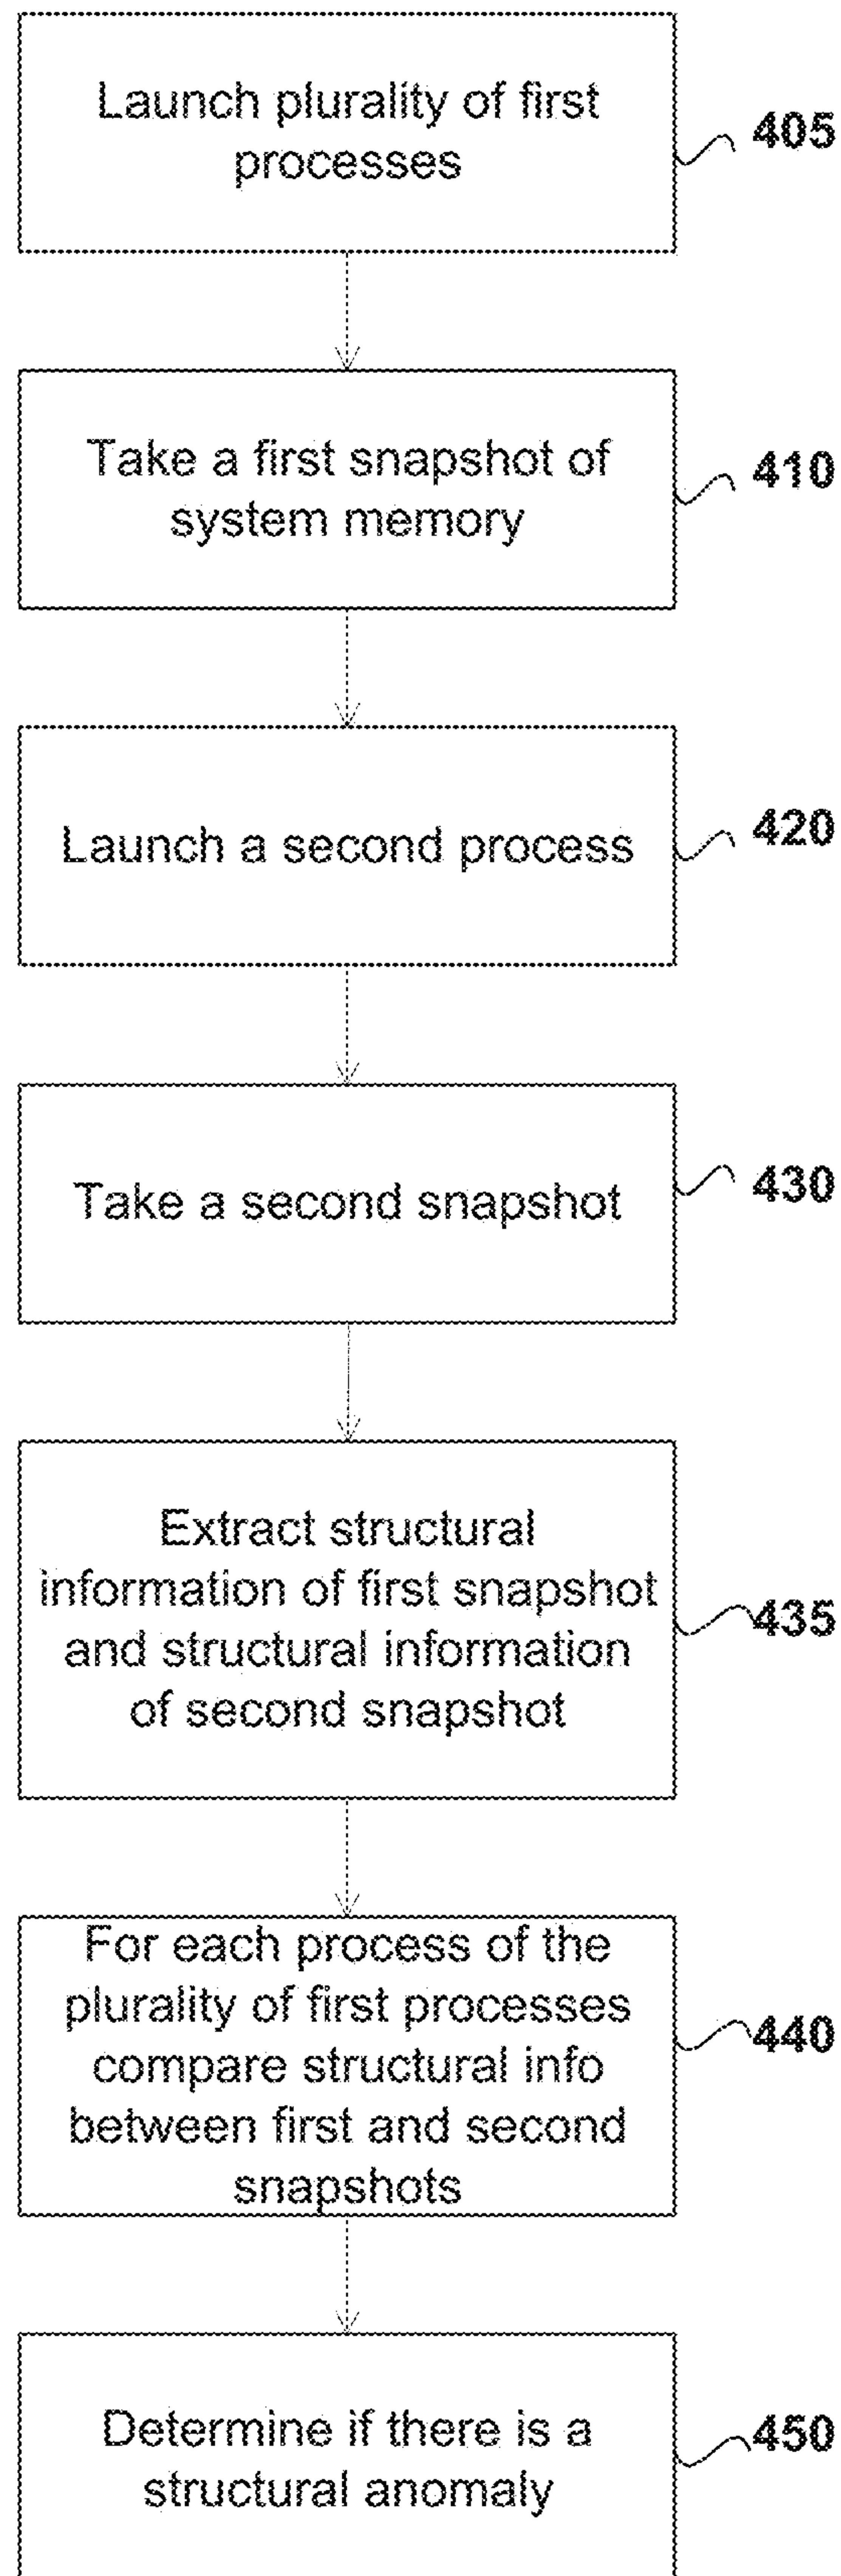 Launch plurality of first
processes
405
Take a first snapshot of
system memory
410
Launch a second process
420
Take a second snapshot
430
Extract structural
information of first snapshot
and structural information
of second snapshot
435
For each process of the
plurality of first processes
compare structural info
between first and second
snapshots
440
Determine if there is a
structural anomaly
450